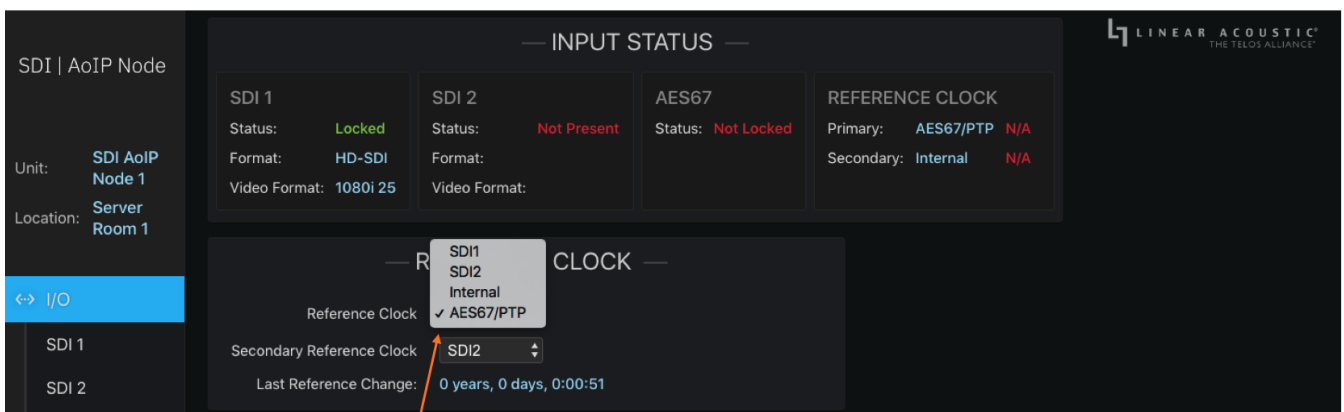 SDI | AoIP Node
Unit: SDI AoIP Node 1
Location: Server Room 1
I/O
SDI 1
SDI 2
INPUT STATUS
SDI 1
Status: Locked
Format: HD-SDI
Video Format: 1080i 25
SDI 2
Status: Not Present
Format:
Video Format:
AES67
Status: Not Locked
REFERENCE CLOCK
Primary: AES67/PTP N/A
Secondary: Internal N/A
LINEAR ACOUSTIC®
THE TELOS ALLIANCE®
R CLOCK
SDI1
SDI2
Internal
✓ AES67/PTP
Reference Clock
Secondary Reference Clock SDI2
Last Reference Change: 0 years, 0 days, 0:00:51